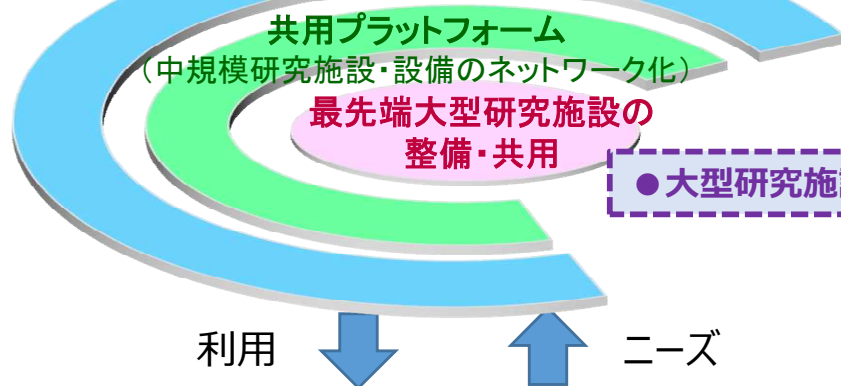 共用プラットフォーム
（中規模研究施設・設備のネットワーク化）
最先端大型研究施設の
整備・共用
●大型研究施
利用
ニーズ